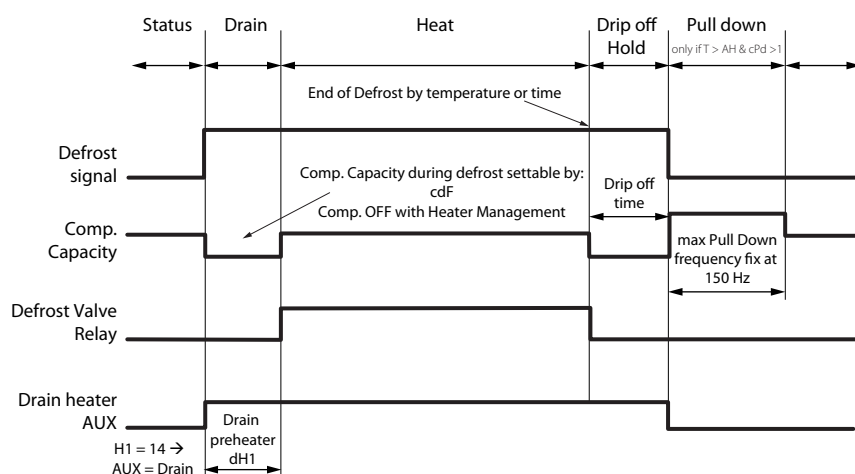 Status
Drain
Heat
Drip off
Hold
Pull down
only if T > AH & cPd >1
End of Defrost by temperature or time
Defrost
signal
Comp. Capacity during defrost settable by:
cdF
Comp. OFF with Heater Management
Drip off
time
Comp.
Capacity
max Pull Down
frequency fix at
150 Hz
Defrost Valve
Relay
Drain heater
AUX
Drain
preheater
dH1
H1 = 14 →
AUX = Drain